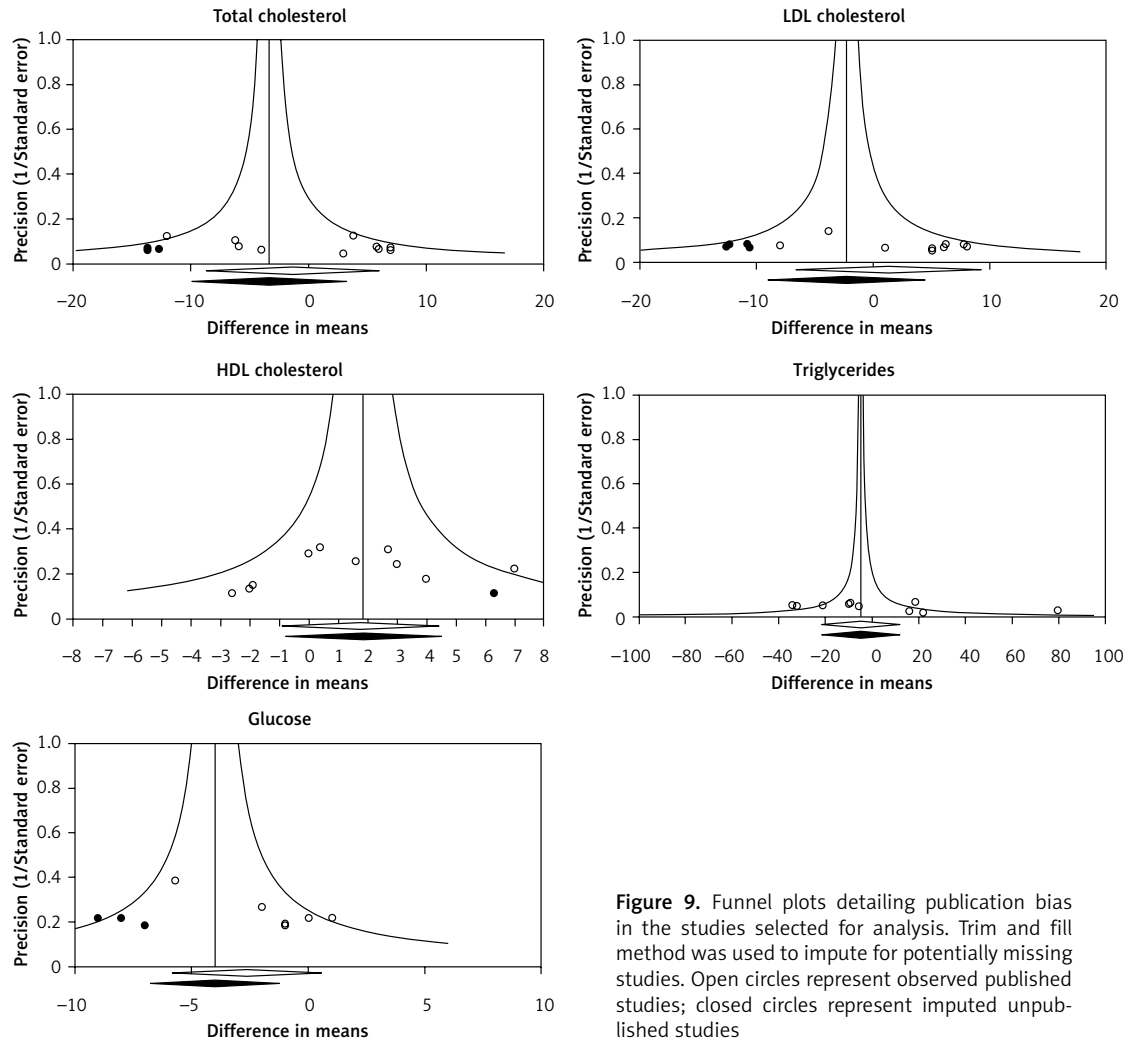 Total cholesterol
Precision (1/Standard error)
1.0
0.8
0.6
0.4
0.2
0
−20 −10 0 10 20
Difference in means
LDL cholesterol
Precision (1/Standard error)
1.0
0.8
0.6
0.4
0.2
0
−20 −10 0 10 20
Difference in means
HDL cholesterol
Precision (1/Standard error)
1.0
0.8
0.6
0.4
0.2
0
−8 −7 −6 −5 −4 −3 −2 −1 0 1 2 3 4 5 6 7 8
Difference in means
Triglycerides
Precision (1/Standard error)
1.0
0.8
0.6
0.4
0.2
0
−100 −80 −60 −40 −20 0 20 40 60 80 100
Difference in means
Glucose
Precision (1/Standard error)
1.0
0.8
0.6
0.4
0.2
0
−10 −5 0 5 10
Difference in means
Figure 9. Funnel plots detailing publication bias
in the studies selected for analysis. Trim and fill
method was used to impute for potentially missing
studies. Open circles represent observed published
studies; closed circles represent imputed unpub-
lished studies